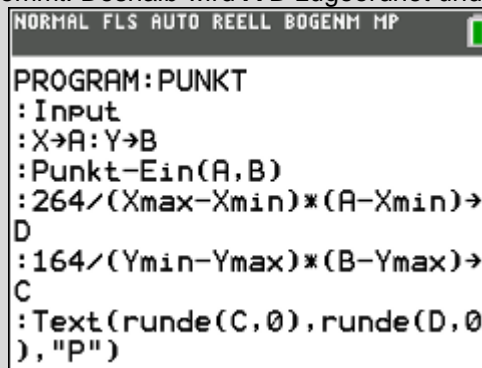 NORMAL FLS AUTO REELL BOGENM MP
PROGRAM:PUNKT
:Input
:X→A:Y→B
:Punkt-Ein(A,B)
:264/(Xmax-Xmin)*(A-Xmin)→
D
:164/(Ymin-Ymax)*(B-Ymax)→
C
:Text(runde(C,0),runde(D,0
),"P")